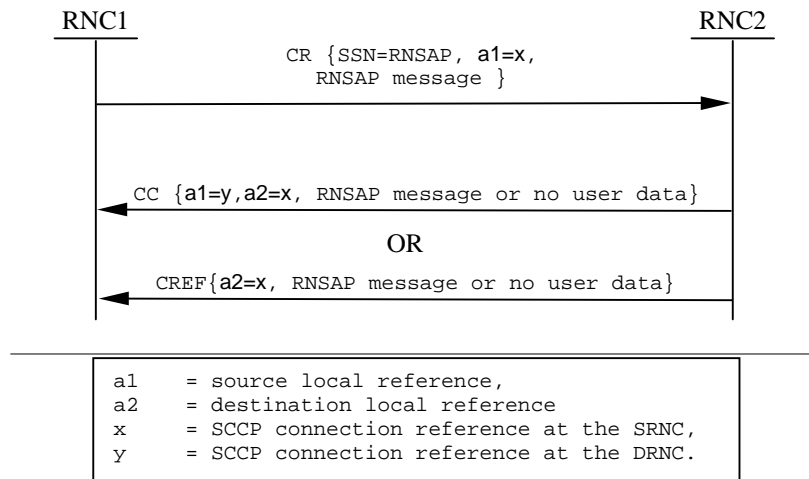 RNC1 RNC2
CR {SSN=RNSAP, a1=x,
RNSAP message }
CC {a1=y,a2=x, RNSAP message or no user data}
OR
CREF{a2=x, RNSAP message or no user data}
a1 = source local reference,
a2 = destination local reference
x = SCCP connection reference at the SRNC,
y = SCCP connection reference at the DRNC.